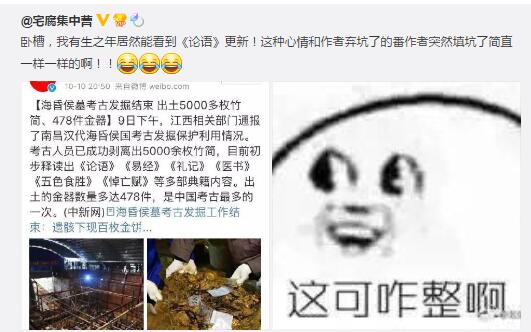 @宅腐集中营
卧槽，我有生之年居然能看到《论语》更新！这种心情和作者弃坑了的番作者突然填坑了简直
一样一样的啊！！
10-10 20:50 来自微博 weibo.com
【海昏侯墓考古发掘结束 出土5000多枚竹
简、478件金器】9日下午，江西相关部门通报
了南昌汉代海昏侯国考古发掘保护利用情况。
考古人员已成功剥离出5000余枚竹简，目前初
步释读出《论语》《易经》《礼记》《医书》
《五色食胜》《悼亡赋》等多部典籍内容。出
土的金器数量多达478件，是中国考古最多的
一次。(中新网) 海昏侯墓考古发掘工作结
束：遗骸下现百枚金饼...
这可咋整啊